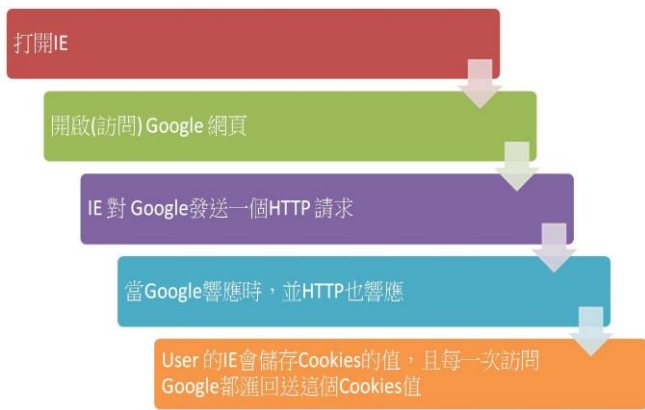 打開IE
開啟(訪問) Google 網頁
IE 對 Google發送一個HTTP 請求
當Google響應時，並HTTP也響應
User 的IE會儲存Cookies的值，且每一次訪問
Google都匯回送這個Cookies值